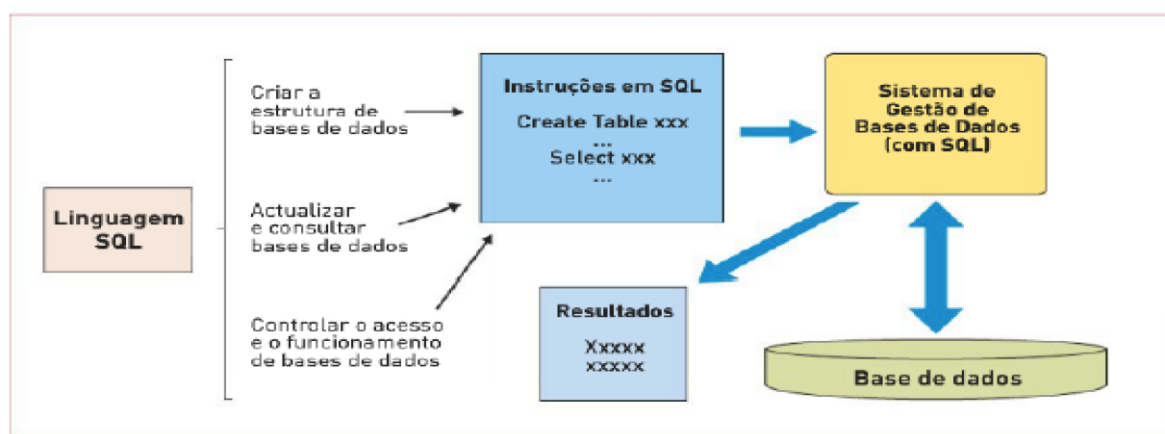 Linguagem
SQL
Criar a
estrutura de
bases de dados
Actualizar
e consultar
bases de dados
Controlar o acesso
e o funcionamento
de bases de dados
Instruções em SQL
Create Table xxx
...
Select xxx
...
Sistema de
Gestão de
Bases de Dados
(com SQL)
Resultados
Xxxxx
xxxxx
Base de dados